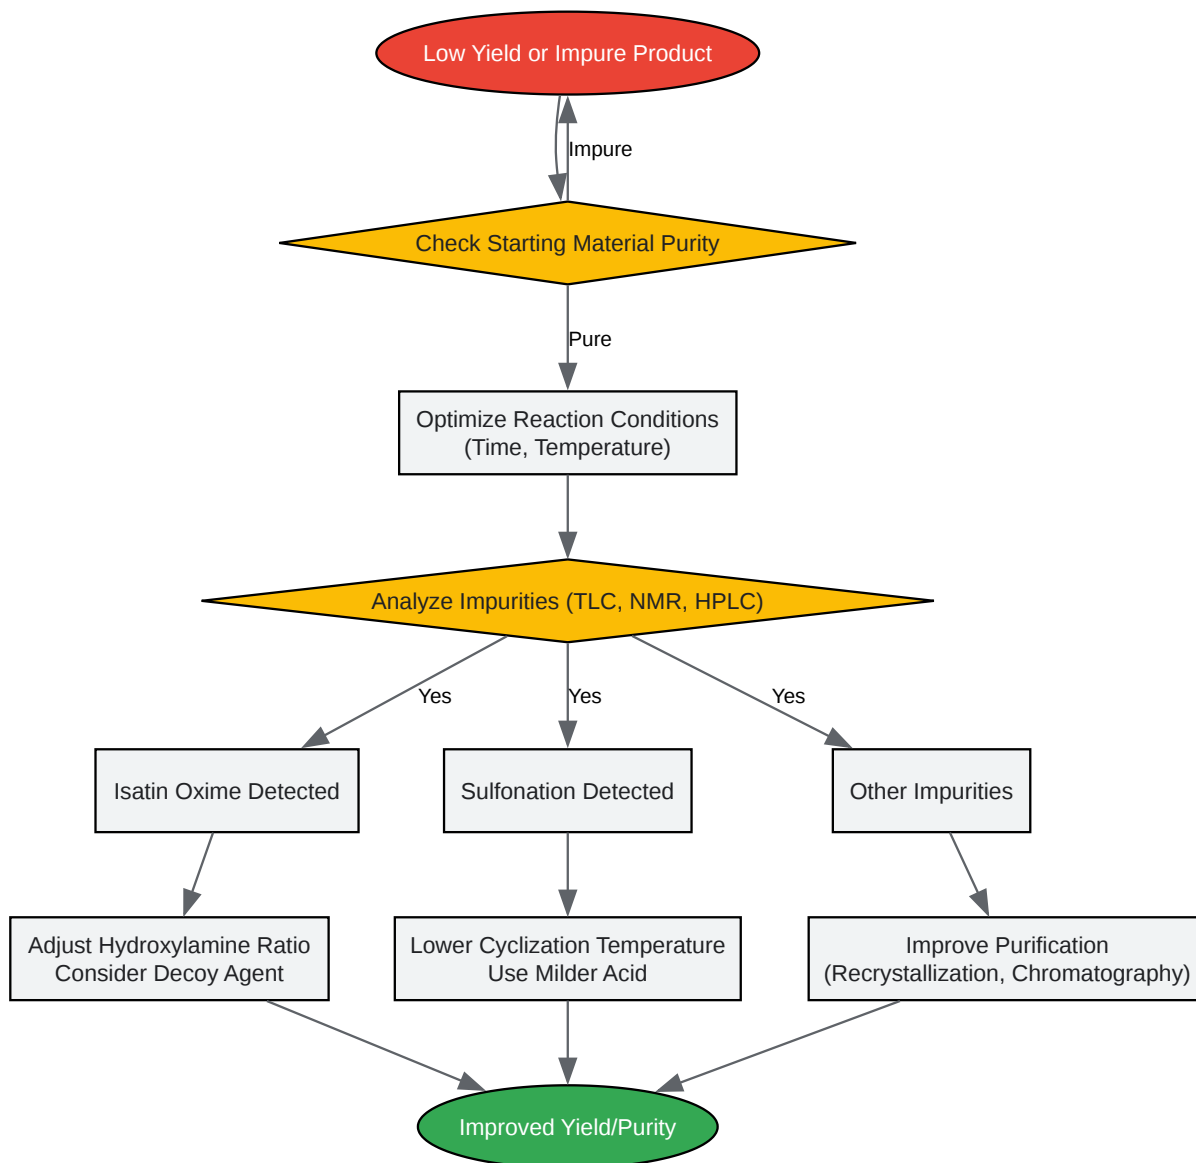 Low Yield or Impure Product
Impure
Check Starting Material Purity
Pure
Optimize Reaction Conditions
(Time, Temperature)
Analyze Impurities (TLC, NMR, HPLC)
Yes
Yes
Yes
Isatin Oxime Detected
Sulfonation Detected
Other Impurities
Adjust Hydroxylamine Ratio
Consider Decoy Agent
Lower Cyclization Temperature
Use Milder Acid
Improve Purification
(Recrystallization, Chromatography)
Improved Yield/Purity